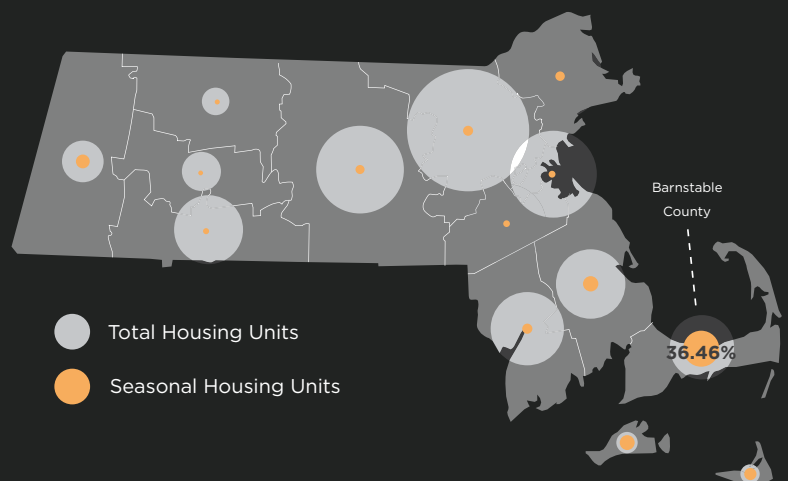 Barnstable
County
36.46%
Total Housing Units
Seasonal Housing Units